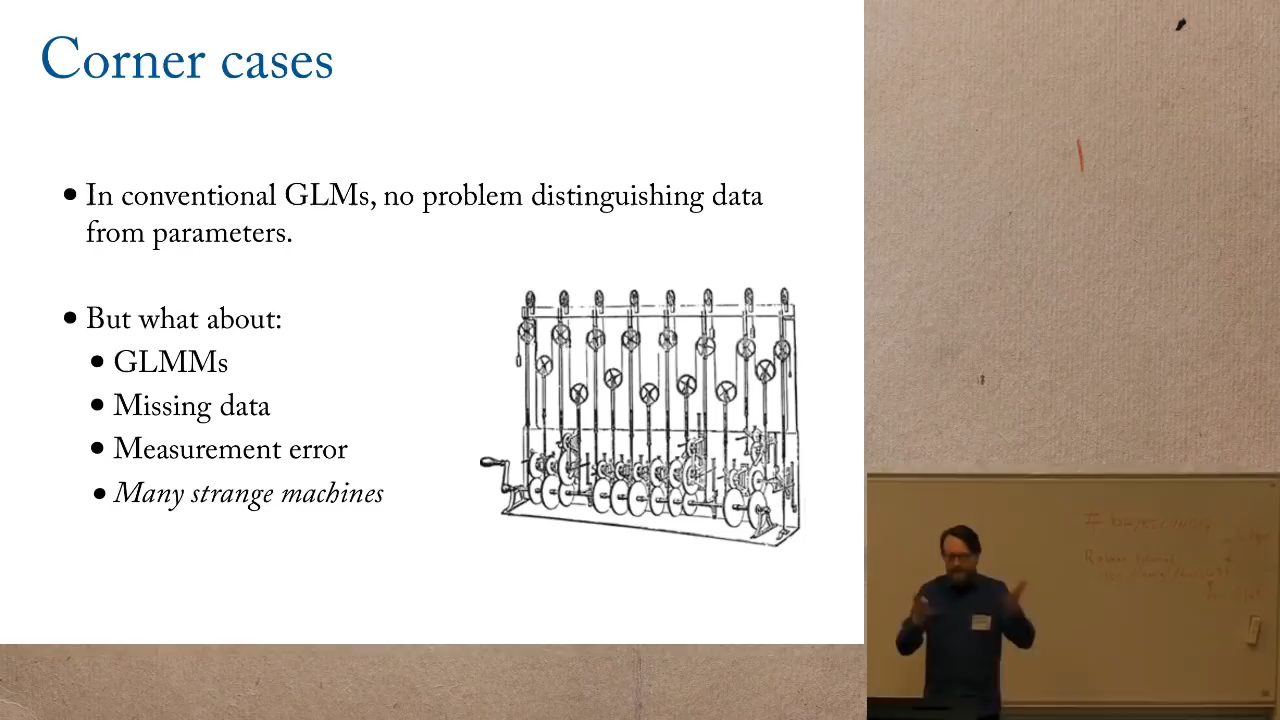 Corner cases
• In conventional GLMs, no problem distinguishing data
from parameters.
• But what about:
• GLMMs
• Missing data
• Measurement error
• Many strange machines